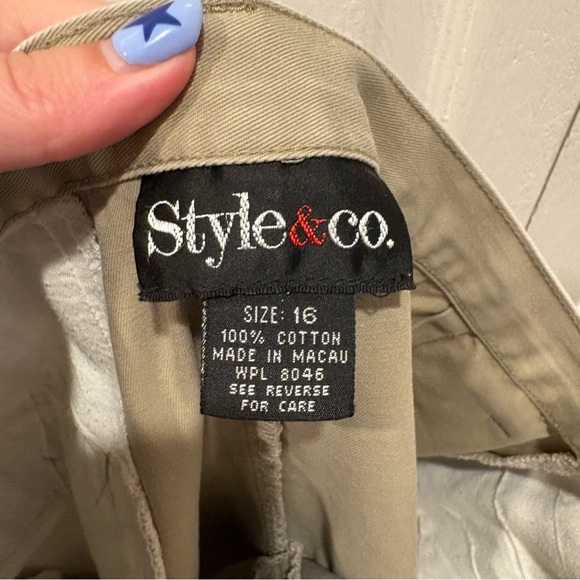 Style&co.
SIZE: 16
100% COTTON
MADE IN MACAU
WPL 8046
SEE REVERSE
FOR CARE